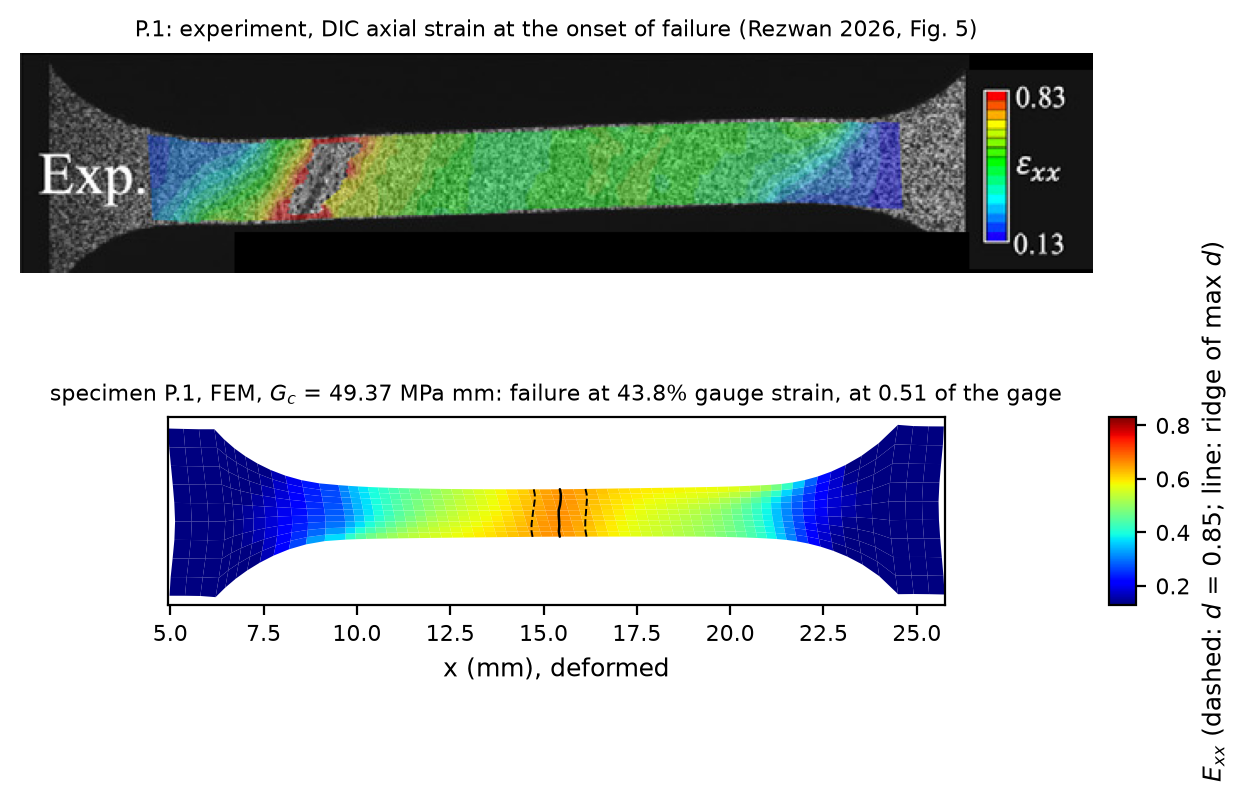 P.1: experiment, DIC axial strain at the onset of failure (Rezwan 2026, Fig. 5)
Exp.
0.83
εxx
0.13
specimen P.1, FEM, Gc = 49.37 MPa mm: failure at 43.8% gauge strain, at 0.51 of the gage
0.8
0.6
0.4
0.2
Exx (dashed: d = 0.85; line: ridge of max d)
5.0 7.5 10.0 12.5 15.0 17.5 20.0 22.5 25.0
x (mm), deformed